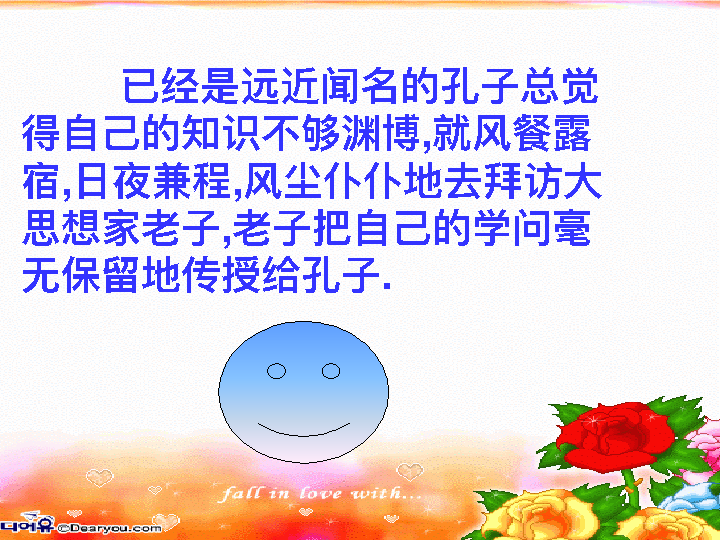 已经是远近闻名的孔子总觉
得自己的知识不够渊博,就风餐露
宿,日夜兼程,风尘仆仆地去拜访大
思想家老子,老子把自己的学问毫
无保留地传授给孔子.
fall in love with...
디어유 ©Dearyou.com